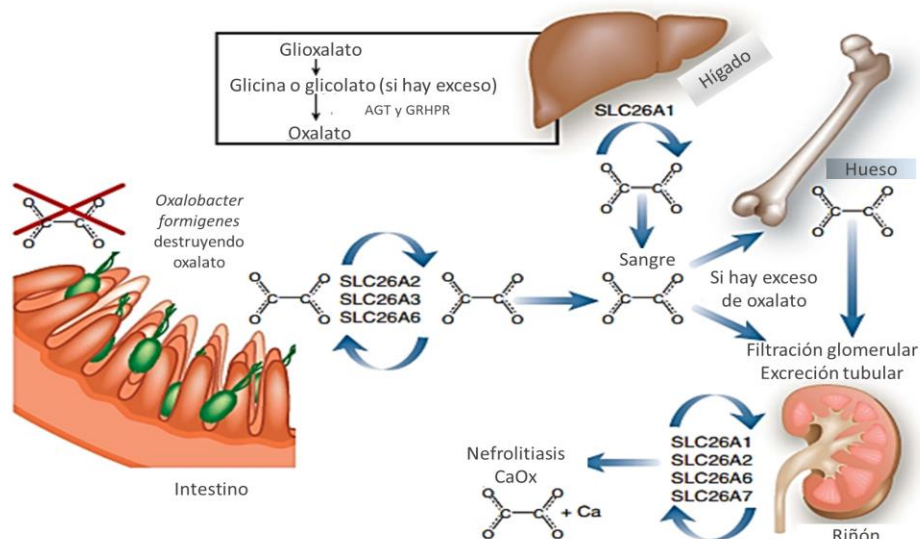 Glioxalato
Glicina o glicolato (si hay exceso)
AGT y GRHPR
Oxalato
Hígado
SLC26A1
Hueso
Oxalobacter
formigenes
destruyendo
oxalato
O O
C C
O O
SLC26A2
SLC26A3
SLC26A6
O O
C C
O O
O O
C C
O O
O O
C C
O O
Sangre
O O
C C
O O
O O
C C
O O
Si hay exceso
de oxalato
Filtración glomerular
Excreción tubular
Intestino
Nefrolitiasis
CaOx
O O
C C + Ca
O O
SLC26A1
SLC26A2
SLC26A6
SLC26A7
Riñón